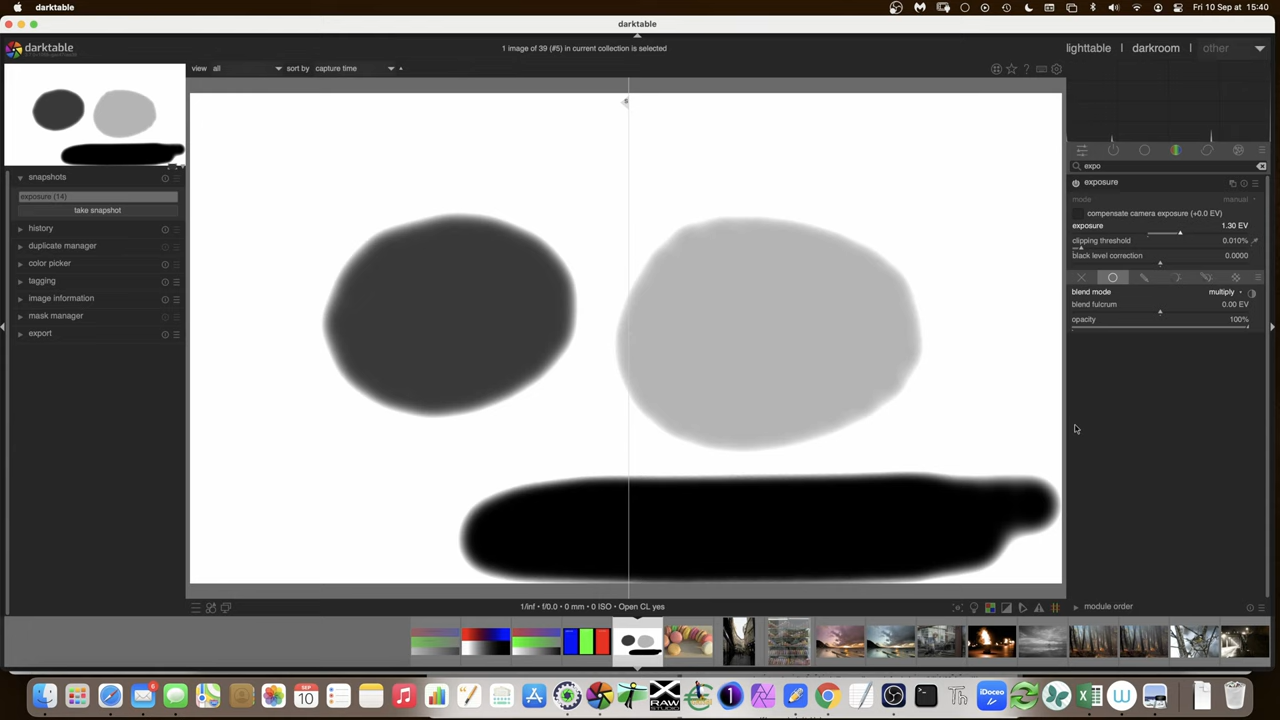 darktable
Fri 10 Sep at 15:40
darktable
darktable
1 image of 39 (#5) in current collection is selected
lighttable | darkroom | other
view all
sort by capture time
expo
snapshots
exposure
exposure (14)
mode manual
take snapshot
compensate camera exposure (+0.0 EV)
exposure 1.30 EV
history
clipping threshold 0.010%
duplicate manager
black level correction 0.0000
color picker
tagging
blend mode multiply
image information
blend fulcrum 0.00 EV
mask manager
opacity 100%
export
1/inf • f/0.0 • 0 mm • 0 ISO • Open CL yes
module order